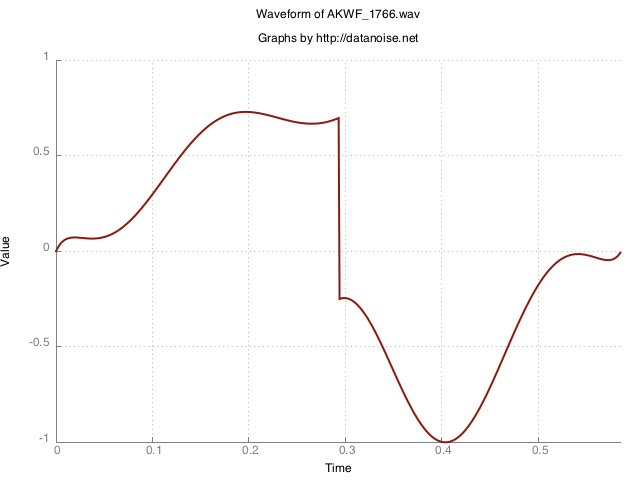 Waveform of AKWF_1766.wav
Graphs by http://datanoise.net
1
0.5
0
-0.5
-1
Value
0 0.1 0.2 0.3 0.4 0.5
Time